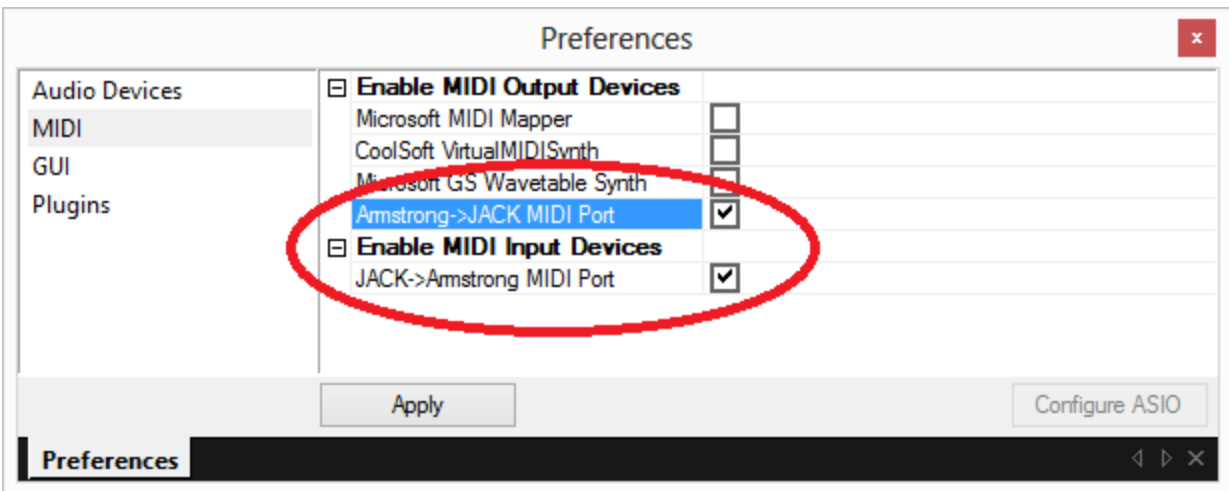 Preferences
Audio Devices
MIDI
GUI
Plugins
Enable MIDI Output Devices
Microsoft MIDI Mapper
CoolSoft VirtualMIDISynth
Microsoft GS Wavetable Synth
Armstrong->JACK MIDI Port
Enable MIDI Input Devices
JACK->Armstrong MIDI Port
Apply
Configure ASIO
Preferences